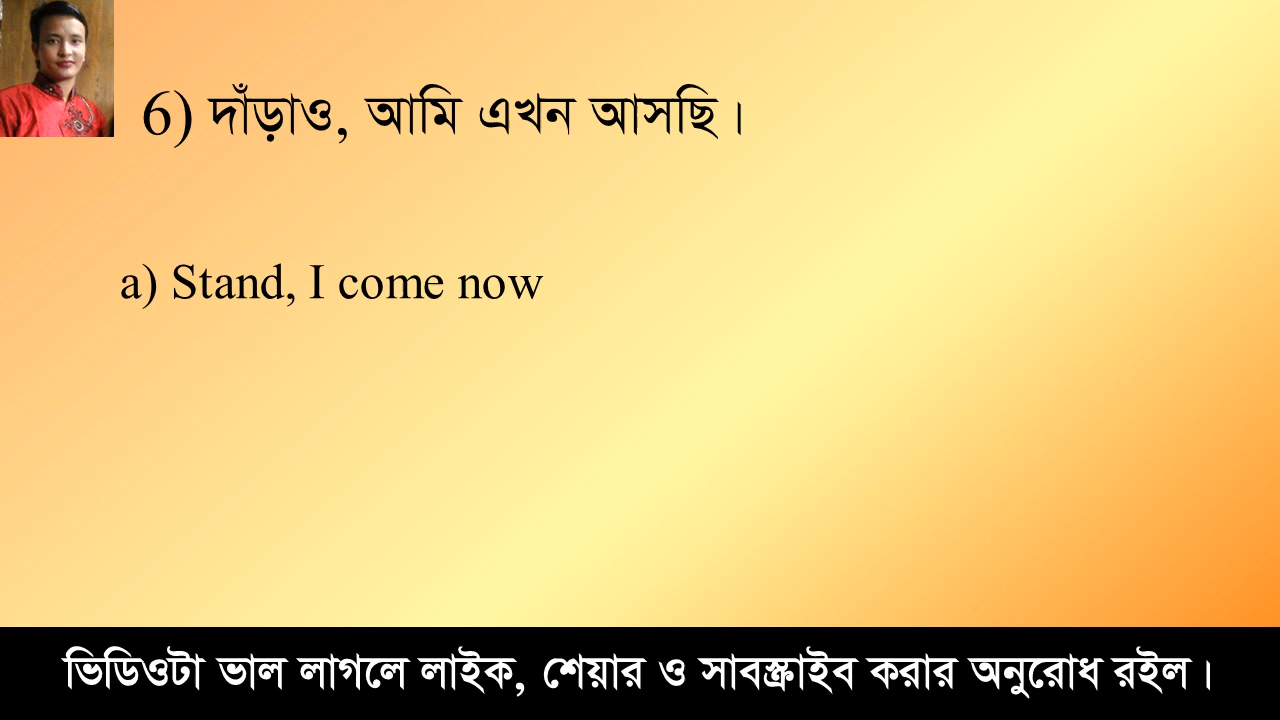 6) দাঁড়াও, আমি এখন আসছি।
a) Stand, I come now
ভিডিওটা ভাল লাগলে লাইক, শেয়ার ও সাবস্ক্রাইব করার অনুরোধ রইল।